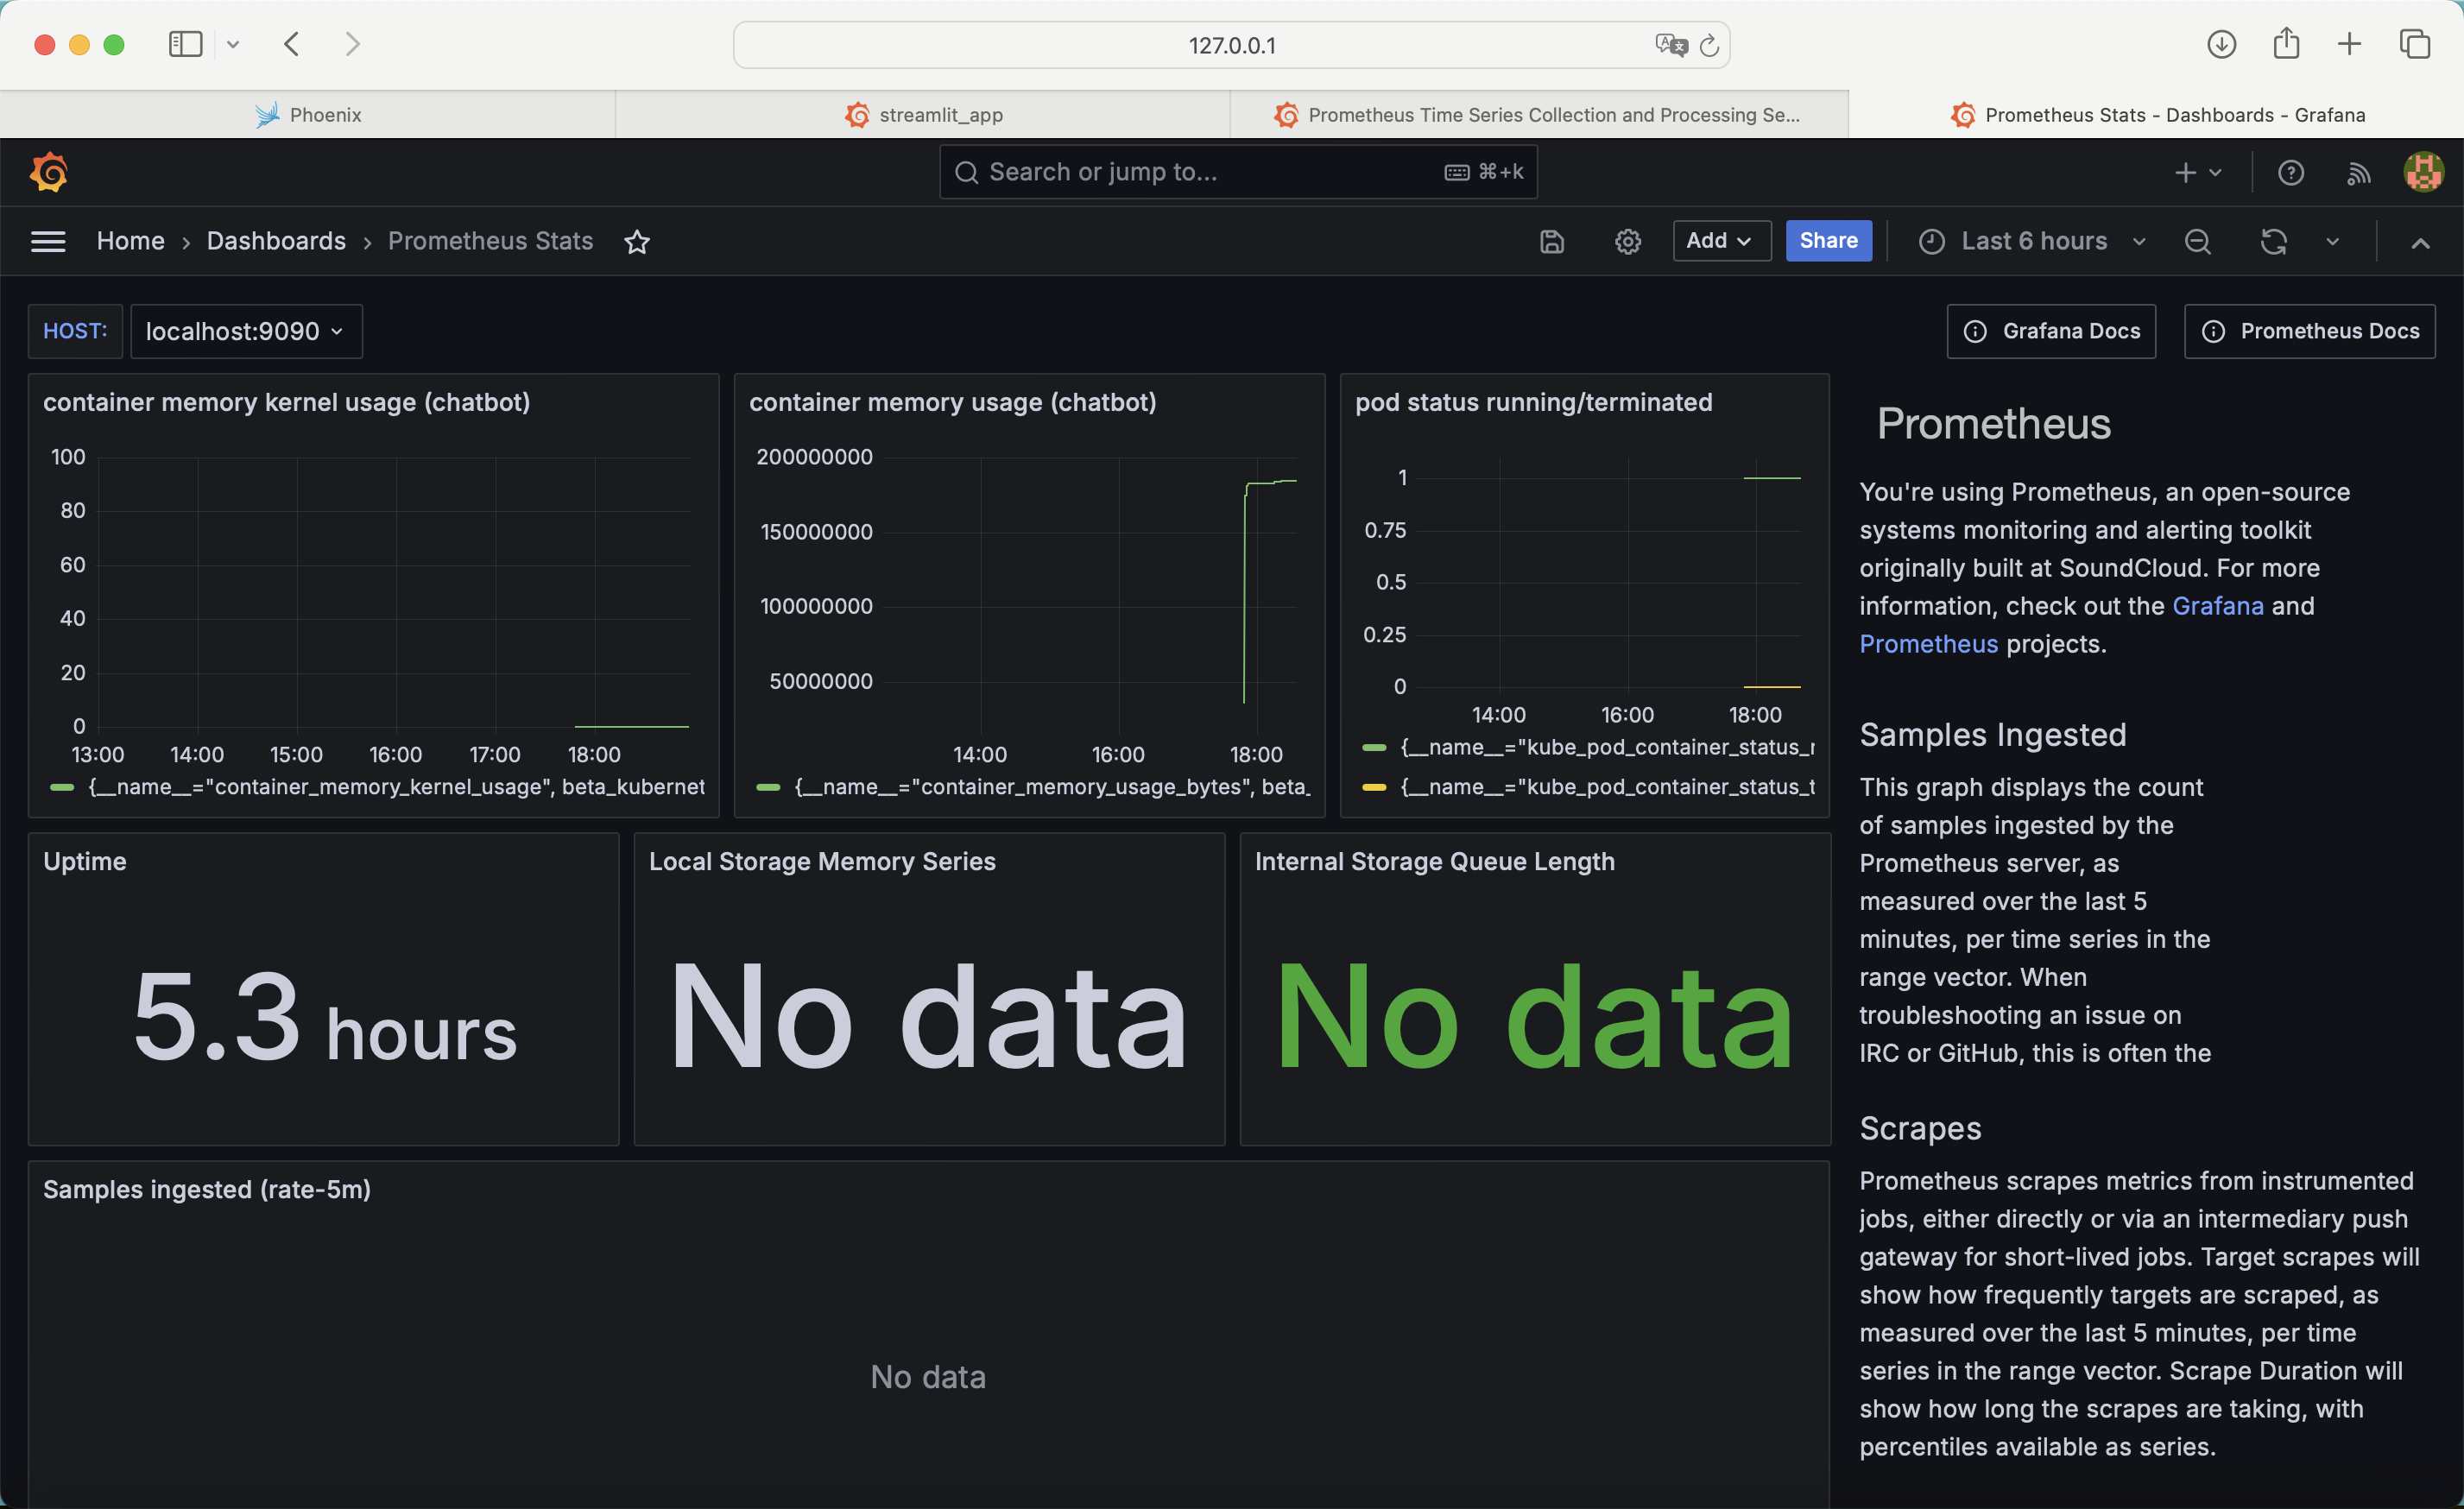 127.0.0.1
Phoenix
streamlit_app
Prometheus Time Series Collection and Processing Se...
Prometheus Stats - Dashboards - Grafana
Search or jump to...
⌘+k
Home › Dashboards › Prometheus Stats
Add
Share
Last 6 hours
HOST:
localhost:9090
Grafana Docs
Prometheus Docs
container memory kernel usage (chatbot)
100
80
60
40
20
0
13:00 14:00 15:00 16:00 17:00 18:00
{__name__="container_memory_kernel_usage", beta_kubernet
container memory usage (chatbot)
200000000
150000000
100000000
50000000
14:00 16:00 18:00
{__name__="container_memory_usage_bytes", beta_
pod status running/terminated
1
0.75
0.5
0.25
0
14:00 16:00 18:00
{__name__="kube_pod_container_status_r
{__name__="kube_pod_container_status_t
Uptime
5.3 hours
Local Storage Memory Series
No data
Internal Storage Queue Length
No data
Samples ingested (rate-5m)
No data
Prometheus
You're using Prometheus, an open-source
systems monitoring and alerting toolkit
originally built at SoundCloud. For more
information, check out the Grafana and
Prometheus projects.
Samples Ingested
This graph displays the count
of samples ingested by the
Prometheus server, as
measured over the last 5
minutes, per time series in the
range vector. When
troubleshooting an issue on
IRC or GitHub, this is often the
Scrapes
Prometheus scrapes metrics from instrumented
jobs, either directly or via an intermediary push
gateway for short-lived jobs. Target scrapes will
show how frequently targets are scraped, as
measured over the last 5 minutes, per time
series in the range vector. Scrape Duration will
show how long the scrapes are taking, with
percentiles available as series.